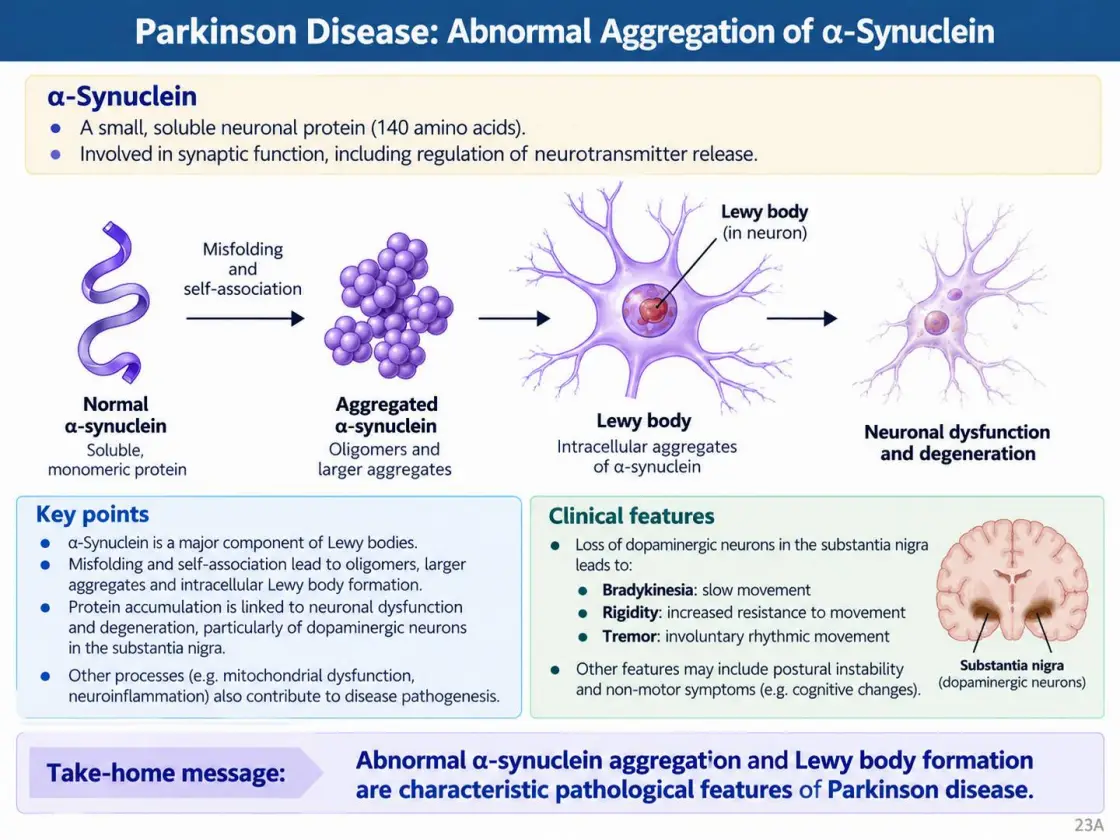 Parkinson Disease: Abnormal Aggregation of α-Synuclein
α-Synuclein
• A small, soluble neuronal protein (140 amino acids).
• Involved in synaptic function, including regulation of neurotransmitter release.
Misfolding
and
self-association
Lewy body
(in neuron)
Normal
α-synuclein
Soluble,
monomeric protein
Aggregated
α-synuclein
Oligomers and
larger aggregates
Lewy body
Intracellular aggregates
of α-synuclein
Neuronal dysfunction
and degeneration
Key points
• α-Synuclein is a major component of Lewy bodies.
• Misfolding and self-association lead to oligomers, larger
aggregates and intracellular Lewy body formation.
• Protein accumulation is linked to neuronal dysfunction
and degeneration, particularly of dopaminergic neurons
in the substantia nigra.
• Other processes (e.g. mitochondrial dysfunction,
neuroinflammation) also contribute to disease pathogenesis.
Clinical features
• Loss of dopaminergic neurons in the substantia nigra
leads to:
• Bradykinesia: slow movement
• Rigidity: increased resistance to movement
• Tremor: involuntary rhythmic movement
• Other features may include postural instability
and non-motor symptoms (e.g. cognitive changes).
Substantia nigra
(dopaminergic neurons)
Take-home message:
Abnormal α-synuclein aggregation and Lewy body formation
are characteristic pathological features of Parkinson disease.
23A